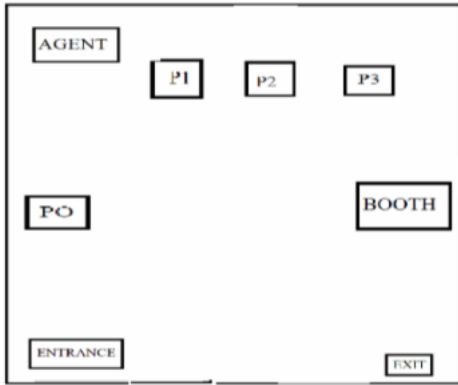 AGENT
P1
P2
P3
PO
BOOTH
ENTRANCE
EXIT